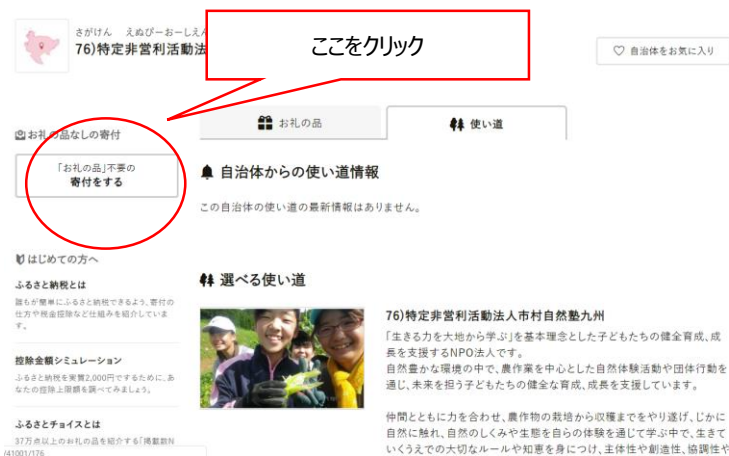 さがけん えぬぴーおーしえん
76)特定非営利活動法
ここをクリック
♡ 自治体をお気に入り
お礼の品なしの寄付
お礼の品
使い道
「お礼の品」不要の
寄付をする
自治体からの使い道情報
この自治体の使い道の最新情報はありません。
はじめての方へ
ふるさと納税とは
誰もが簡単にふるさと納税できるよう、寄付の
仕方や税金控除など仕組みを紹介していま
す。
控除金額シミュレーション
ふるさと納税を実質2,000円でするために、あ
なたの控除上限額を調べてみましょう。
ふるさとチョイスとは
37万点以上のお礼の品を紹介する「掲載数N
/41001/176
選べる使い道
76)特定非営利活動法人市村自然塾九州
「生きる力を大地から学ぶ」を基本理念とした子どもたちの健全育成、成
長を支援するNPO法人です。
自然豊かな環境の中で、農作業を中心とした自然体験活動や団体行動を
通じ、未来を担う子どもたちの健全な育成、成長を支援しています。
仲間とともに力を合わせ、農作物の栽培から収穫までをやり遂げ、じかに
自然に触れ、自然のしくみや生態を自らの体験を通じて学ぶ中で、生きて
いくうえでの大切なルールや知恵を身につけ、主体性や創造性、協調性や